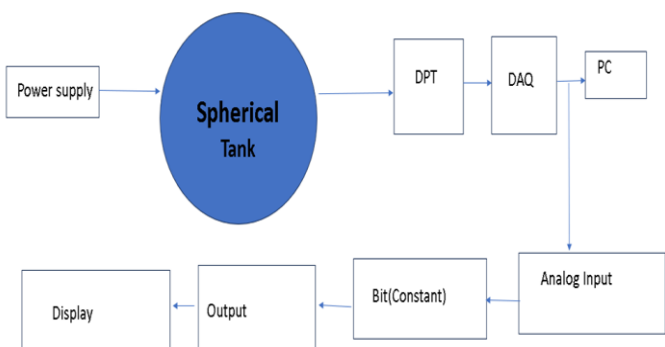 Power supply
Spherical
Tank
DPT
DAQ
PC
Analog Input
Bit(Constant)
Output
Display